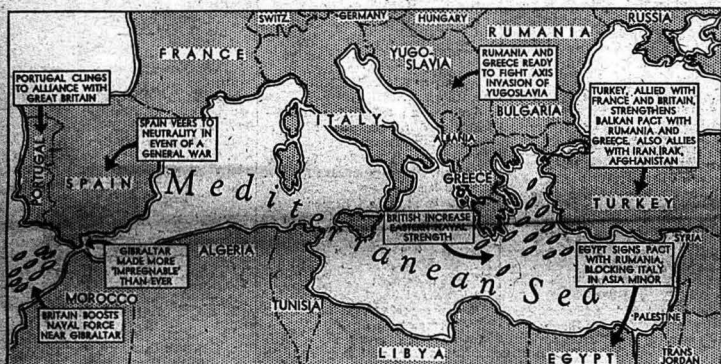 SWITZ.
GERMANY
HUNGARY
RUSSIA
FRANCE
YUGO-
SLAVIA
RUMANIA
PORTUGAL CLINGS
TO ALLIANCE WITH
GREAT BRITAIN
SPAIN VEERS TO
NEUTRALITY IN
EVENT OF A
GENERAL WAR
RUMANIA AND
GREECE READY
TO FIGHT AXIS
INVASION OF
YUGOSLAVIA
TURKEY, ALLIED WITH
FRANCE AND BRITAIN,
STRENGTHENS
BALKAN PACT WITH
RUMANIA AND
GREECE. ALSO ALLIES
WITH IRAN, IRAK,
AFGHANISTAN
ITALY
BULGARIA
ALBANIA
PORTUGAL
SPAIN
GREECE
TURKEY
Mediterranean Sea
BRITISH INCREASE
EASTERN NAVAL
STRENGTH
GIBRALTAR
MADE MORE
'IMPREGNABLE'
THAN EVER
ALGERIA
EGYPT SIGNS PACT
WITH RUMANIA,
BLOCKING ITALY
IN ASIA MINOR
SYRIA
MOROCCO
BRITAIN BOOSTS
NAVAL FORCE
NEAR GIBRALTAR
TUNISIA
PALESTINE
LIBYA
EGYPT
TRANS
JORDAN